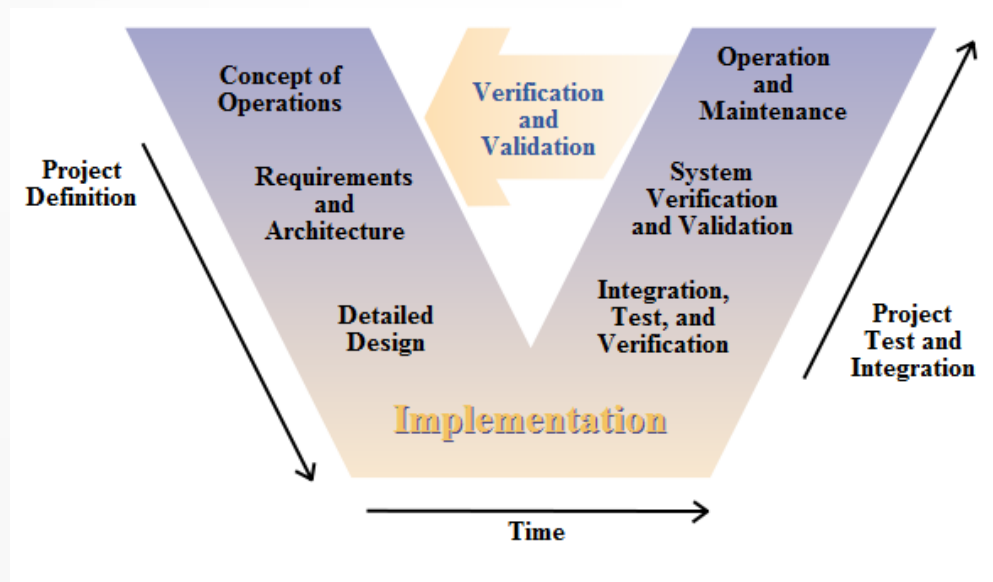 Concept of
Operations
Verification
and
Validation
Operation
and
Maintenance
Project
Definition
Requirements
and
Architecture
System
Verification
and Validation
Detailed
Design
Integration,
Test, and
Verification
Project
Test and
Integration
Implementation
Time